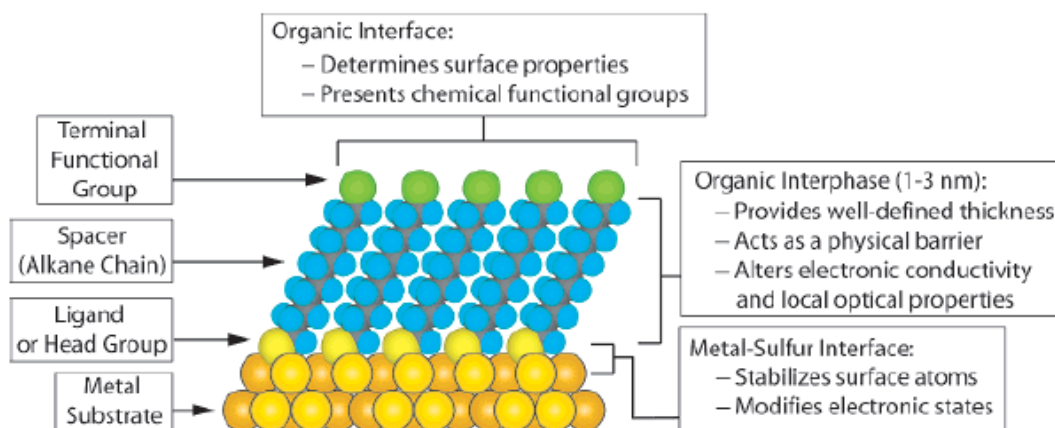 Organic Interface:
– Determines surface properties
– Presents chemical functional groups
Terminal
Functional
Group
Spacer
(Alkane Chain)
Ligand
or Head Group
Metal
Substrate
Organic Interphase (1-3 nm):
– Provides well-defined thickness
– Acts as a physical barrier
– Alters electronic conductivity
and local optical properties
Metal-Sulfur Interface:
– Stabilizes surface atoms
– Modifies electronic states